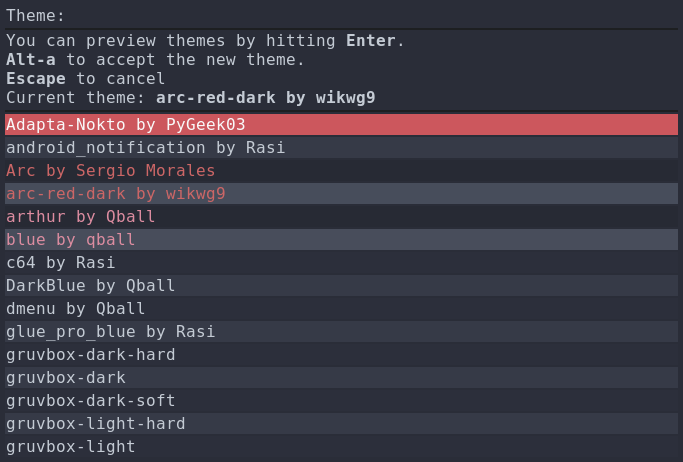 Theme:
You can preview themes by hitting Enter.
Alt-a to accept the new theme.
Escape to cancel
Current theme: arc-red-dark by wikwg9
Adapta-Nokto by PyGeek03
android_notification by Rasi
Arc by Sergio Morales
arc-red-dark by wikwg9
arthur by Qball
blue by qball
c64 by Rasi
DarkBlue by Qball
dmenu by Qball
glue_pro_blue by Rasi
gruvbox-dark-hard
gruvbox-dark
gruvbox-dark-soft
gruvbox-light-hard
gruvbox-light